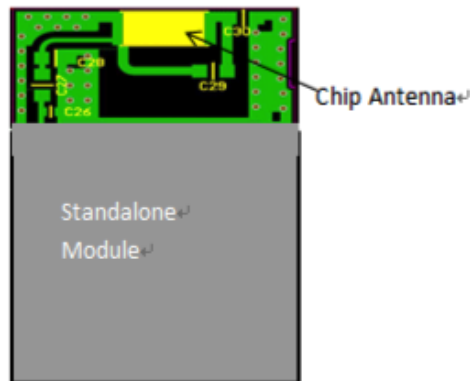 C30
C28
C27
C29
C26
Chip Antenna↵
Standalone↵
Module↵